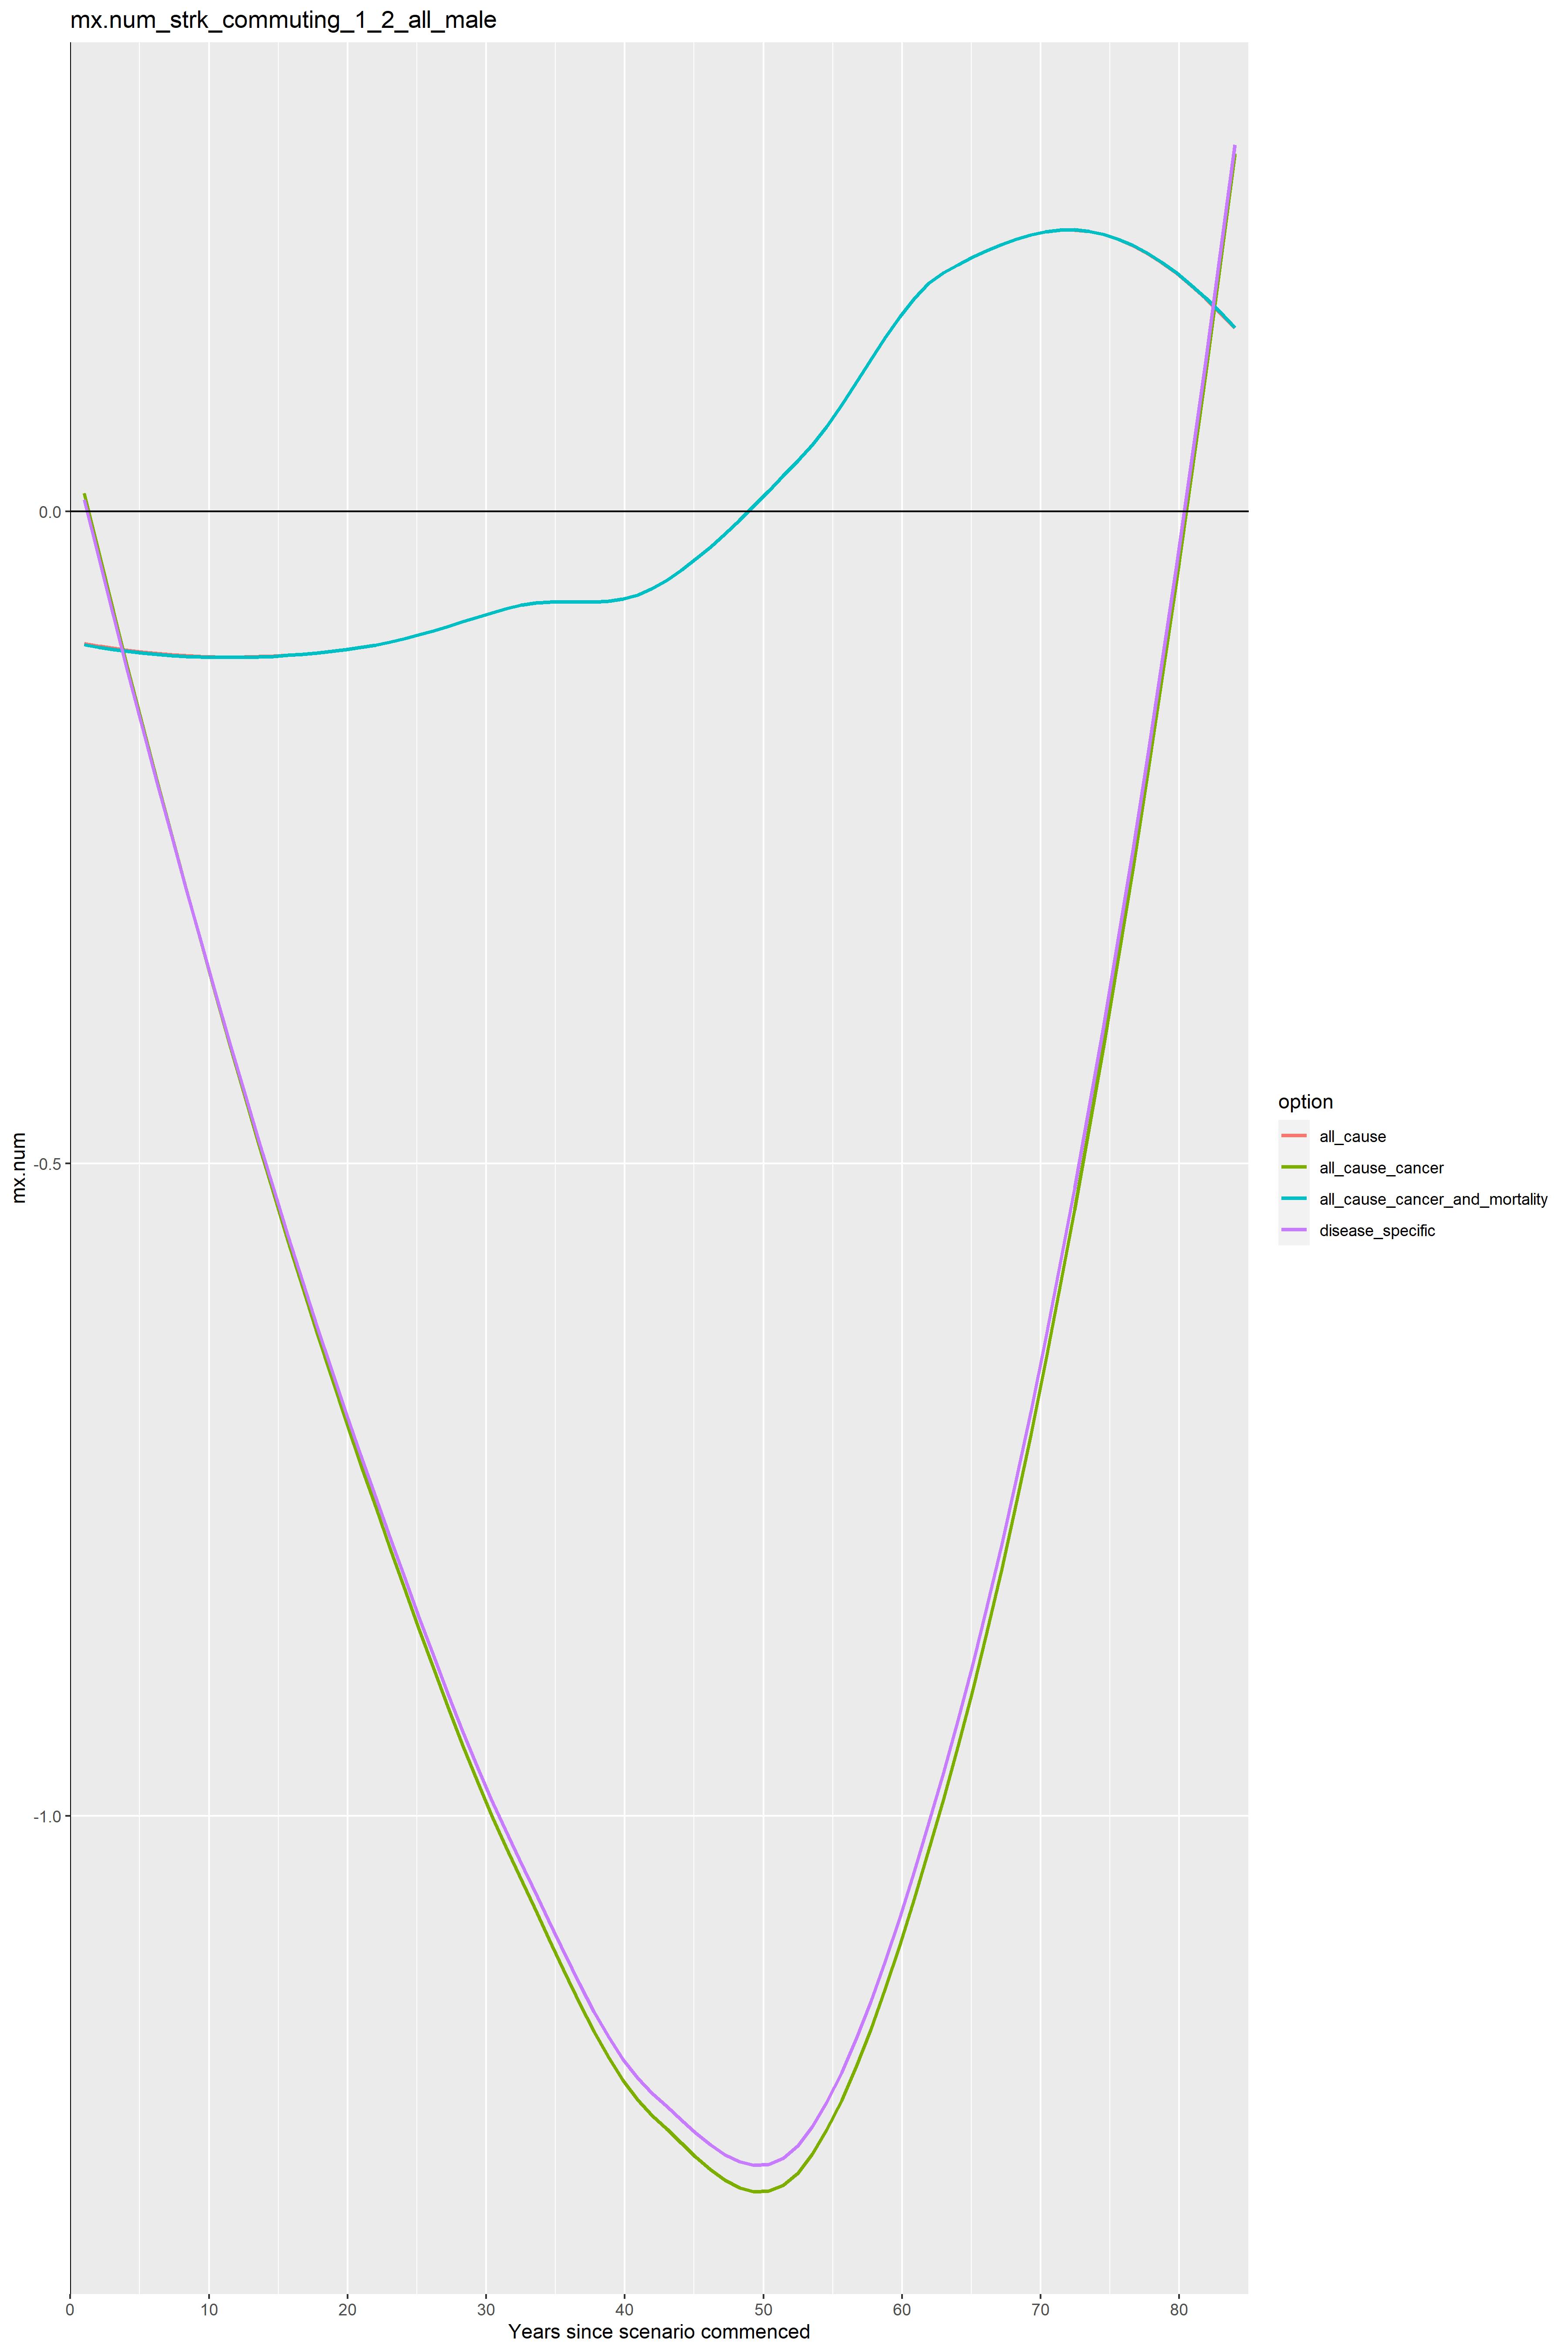 mx.num_strk_commuting_1_2_all_male
mx.num
0.0
-0.5
-1.0
0 10 20 30 40 50 60 70 80
Years since scenario commenced
option
all_cause
all_cause_cancer
all_cause_cancer_and_mortality
disease_specific